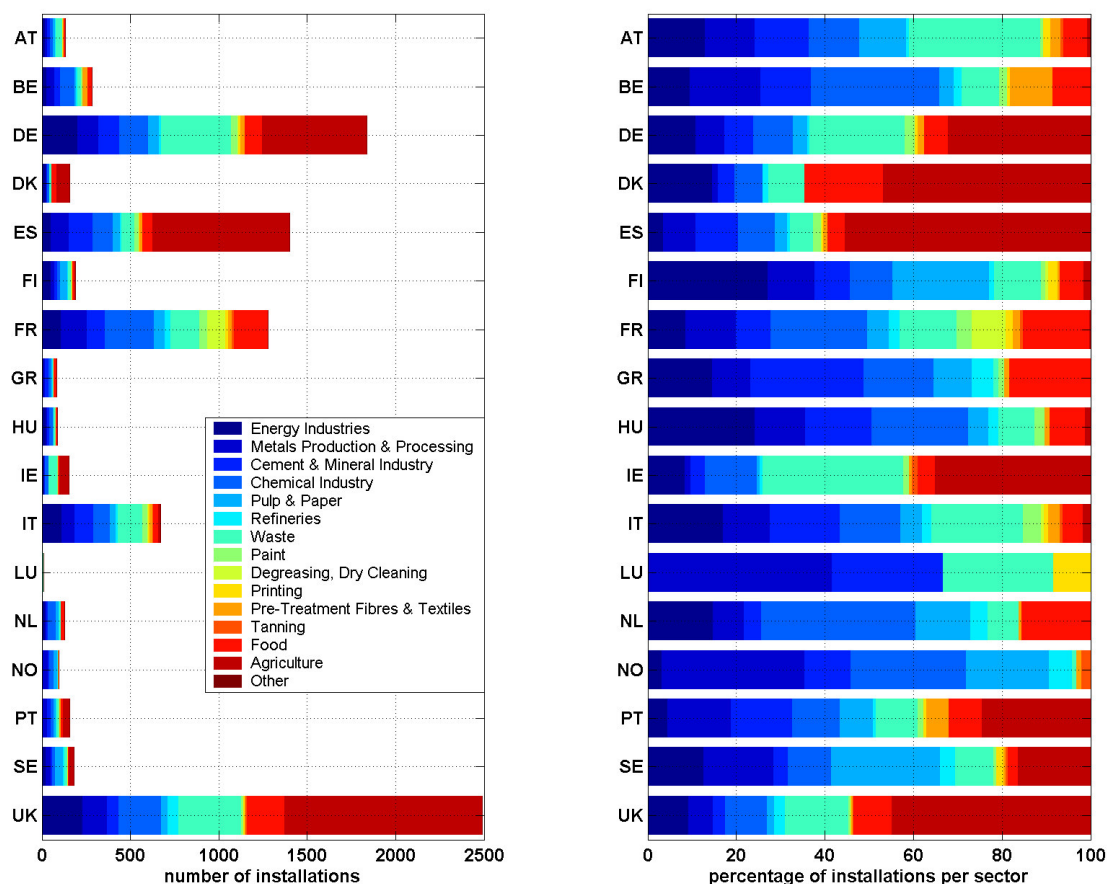 AT
BE
DE
DK
ES
FI
FR
GR
HU
IE
IT
LU
NL
NO
PT
SE
UK
0 500 1000 1500 2000 2500
number of installations
Energy Industries
Metals Production & Processing
Cement & Mineral Industry
Chemical Industry
Pulp & Paper
Refineries
Waste
Paint
Degreasing, Dry Cleaning
Printing
Pre-Treatment Fibres & Textiles
Tanning
Food
Agriculture
Other
AT
BE
DE
DK
ES
FI
FR
GR
HU
IE
IT
LU
NL
NO
PT
SE
UK
0 20 40 60 80 100
percentage of installations per sector